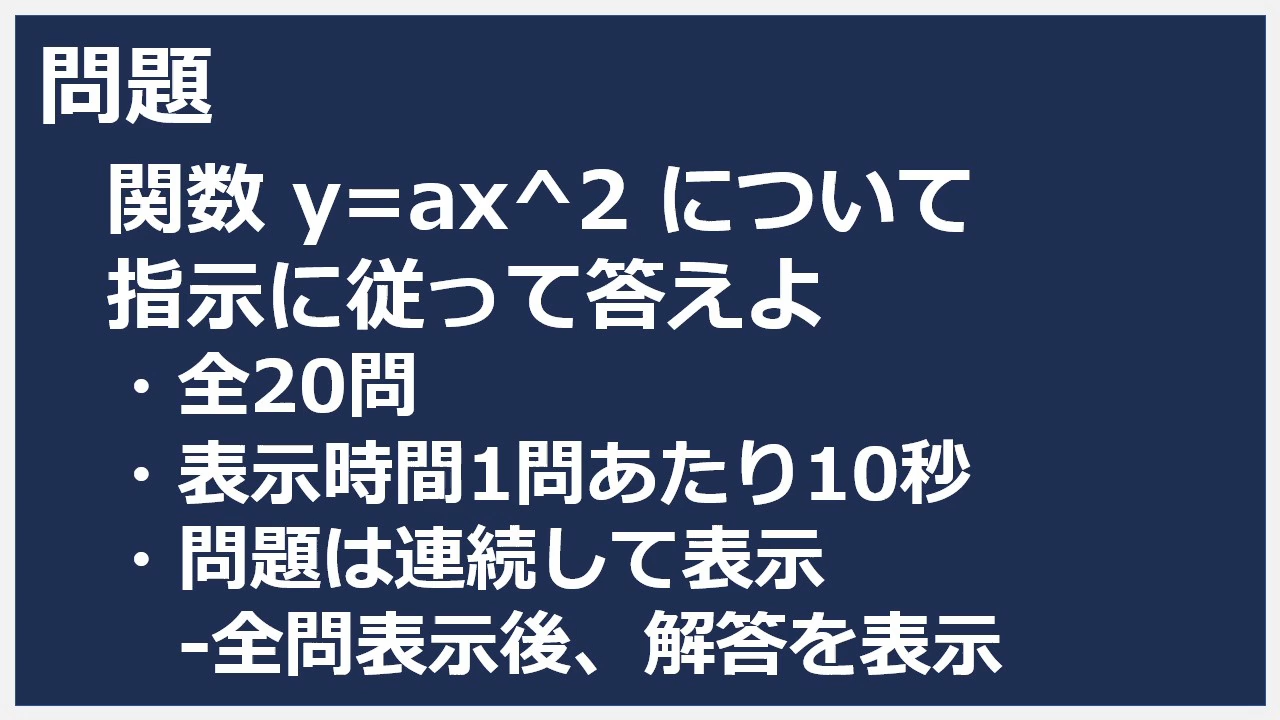 問題
関数 y=ax^2 について
指示に従って答えよ
・全20問
・表示時間1問あたり10秒
・問題は連続して表示
-全問表示後、解答を表示